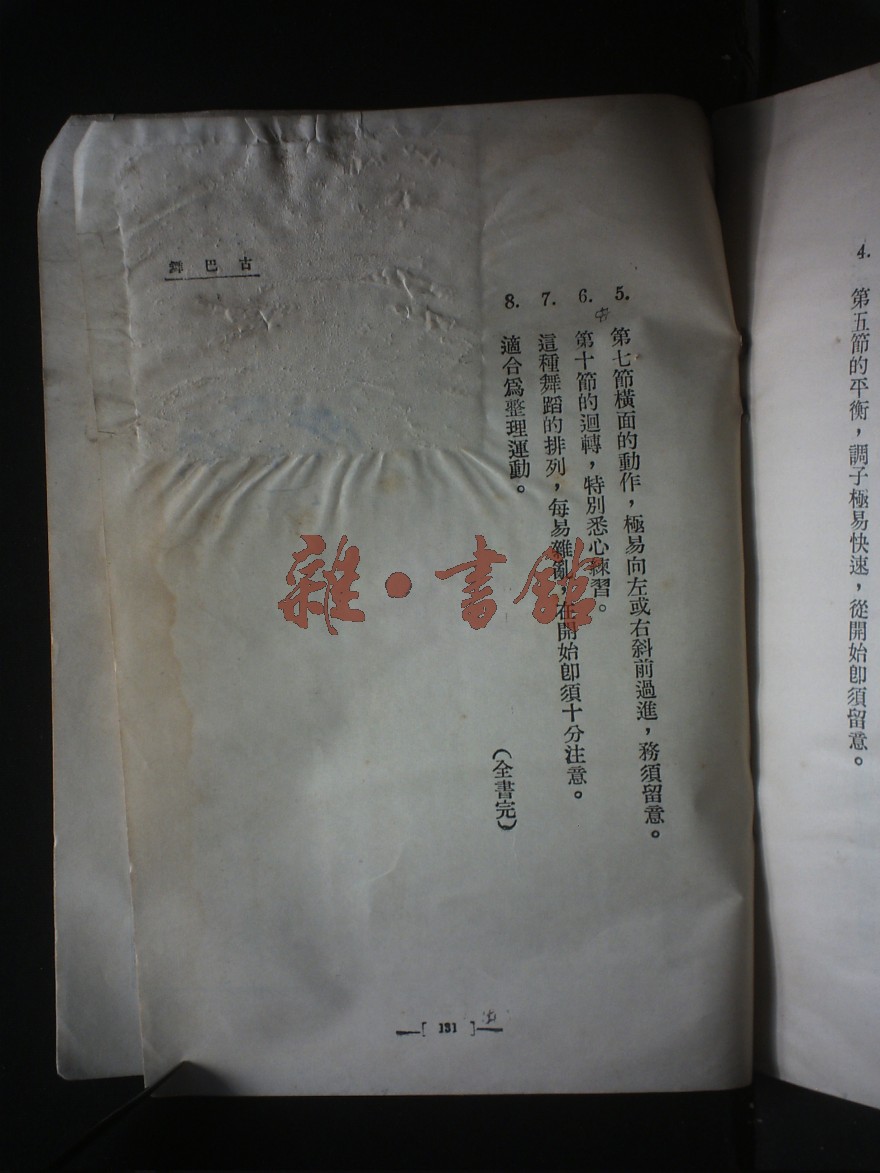 4. 第五節的平衡，調子極易快速，從開始卽須留意。
5. 第七節橫面的動作，極易向左或右斜前過進，務須留意。
6. 第十節的迴轉，特別悉心練習。
7. 這種舞蹈的排列，每易雜亂，在開始卽須十分注意。
8. 適合爲整理運動。
（全書完）
古巴舞
[ 131 ]
雜·書館